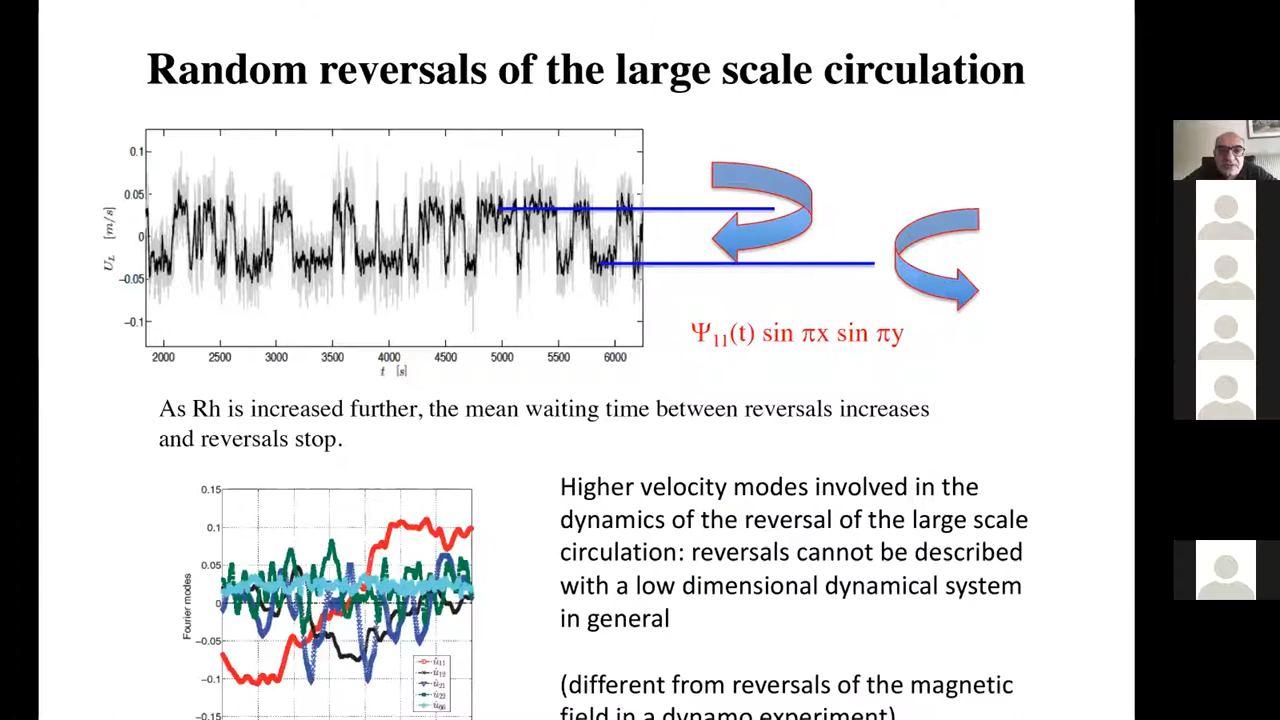 Random reversals of the large scale circulation
0.1
0.05
0
−0.05
−0.1
U_L [m/s]
2000 2500 3000 3500 4000 4500 5000 5500 6000
t [s]
Ψ₁₁(t) sin πx sin πy
As Rh is increased further, the mean waiting time between reversals increases
and reversals stop.
0.15
0.1
0.05
0
−0.05
−0.1
−0.15
Fourier modes
û₁₁
û₁₂
û₂₁
û₂₂
Higher velocity modes involved in the
dynamics of the reversal of the large scale
circulation: reversals cannot be described
with a low dimensional dynamical system
in general
(different from reversals of the magnetic
field in a dynamo experiment)